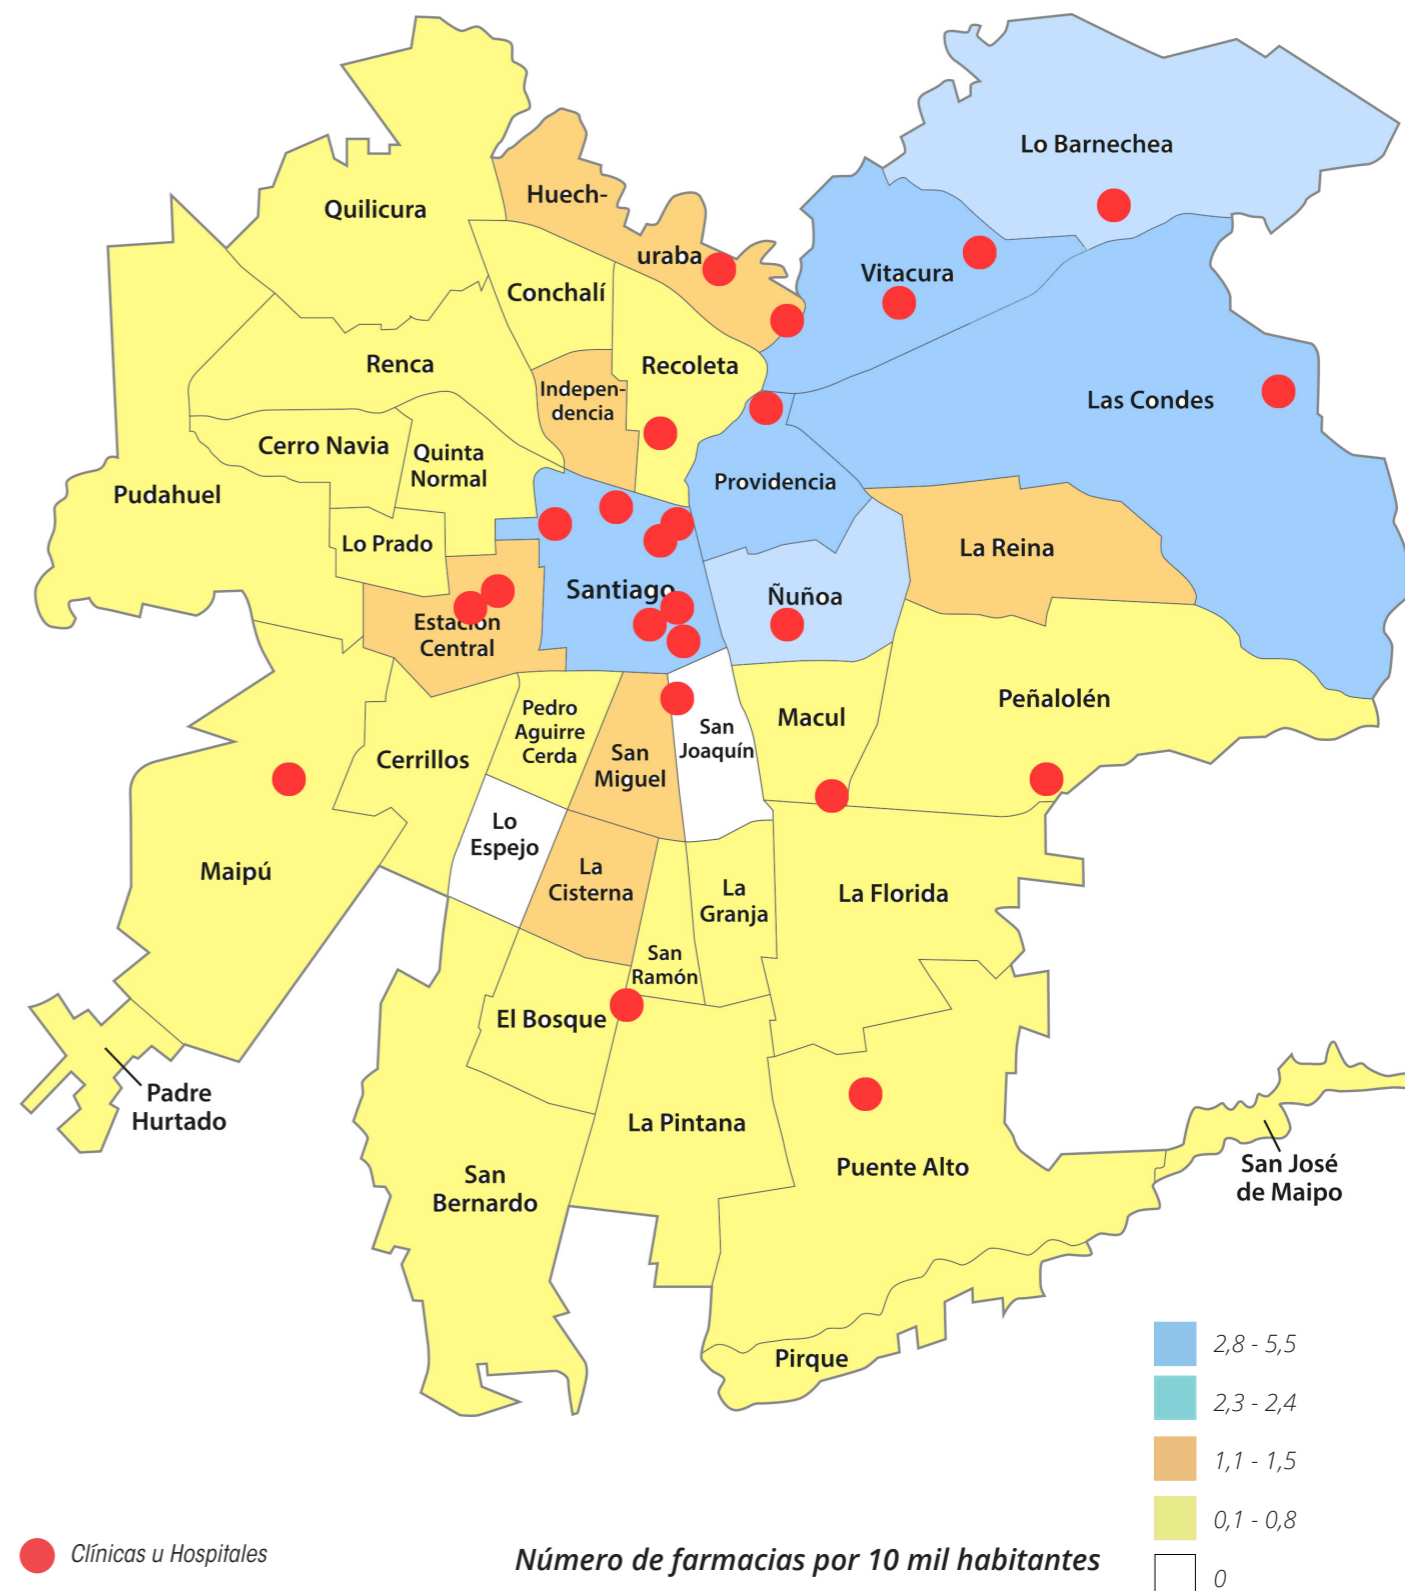 Lo Barnechea
Huech-
uraba
Quilicura
Vitacura
Conchalí
Renca
Recoleta
Indepen-
dencia
Las Condes
Cerro Navia
Quinta
Normal
Pudahuel
Providencia
Lo Prado
La Reina
Santiago
Ñuñoa
Estación
Central
Peñalolén
Pedro
Aguirre
Cerda
Macul
San
Joaquín
Cerrillos
San
Miguel
Lo
Espejo
Maipú
La
Cisterna
La
Granja
La Florida
San
Ramón
El Bosque
Padre
Hurtado
La Pintana
Puente Alto
San José
de Maipo
San
Bernardo
Pirque
2,8 - 5,5
2,3 - 2,4
1,1 - 1,5
0,1 - 0,8
0
Clínicas u Hospitales
Número de farmacias por 10 mil habitantes